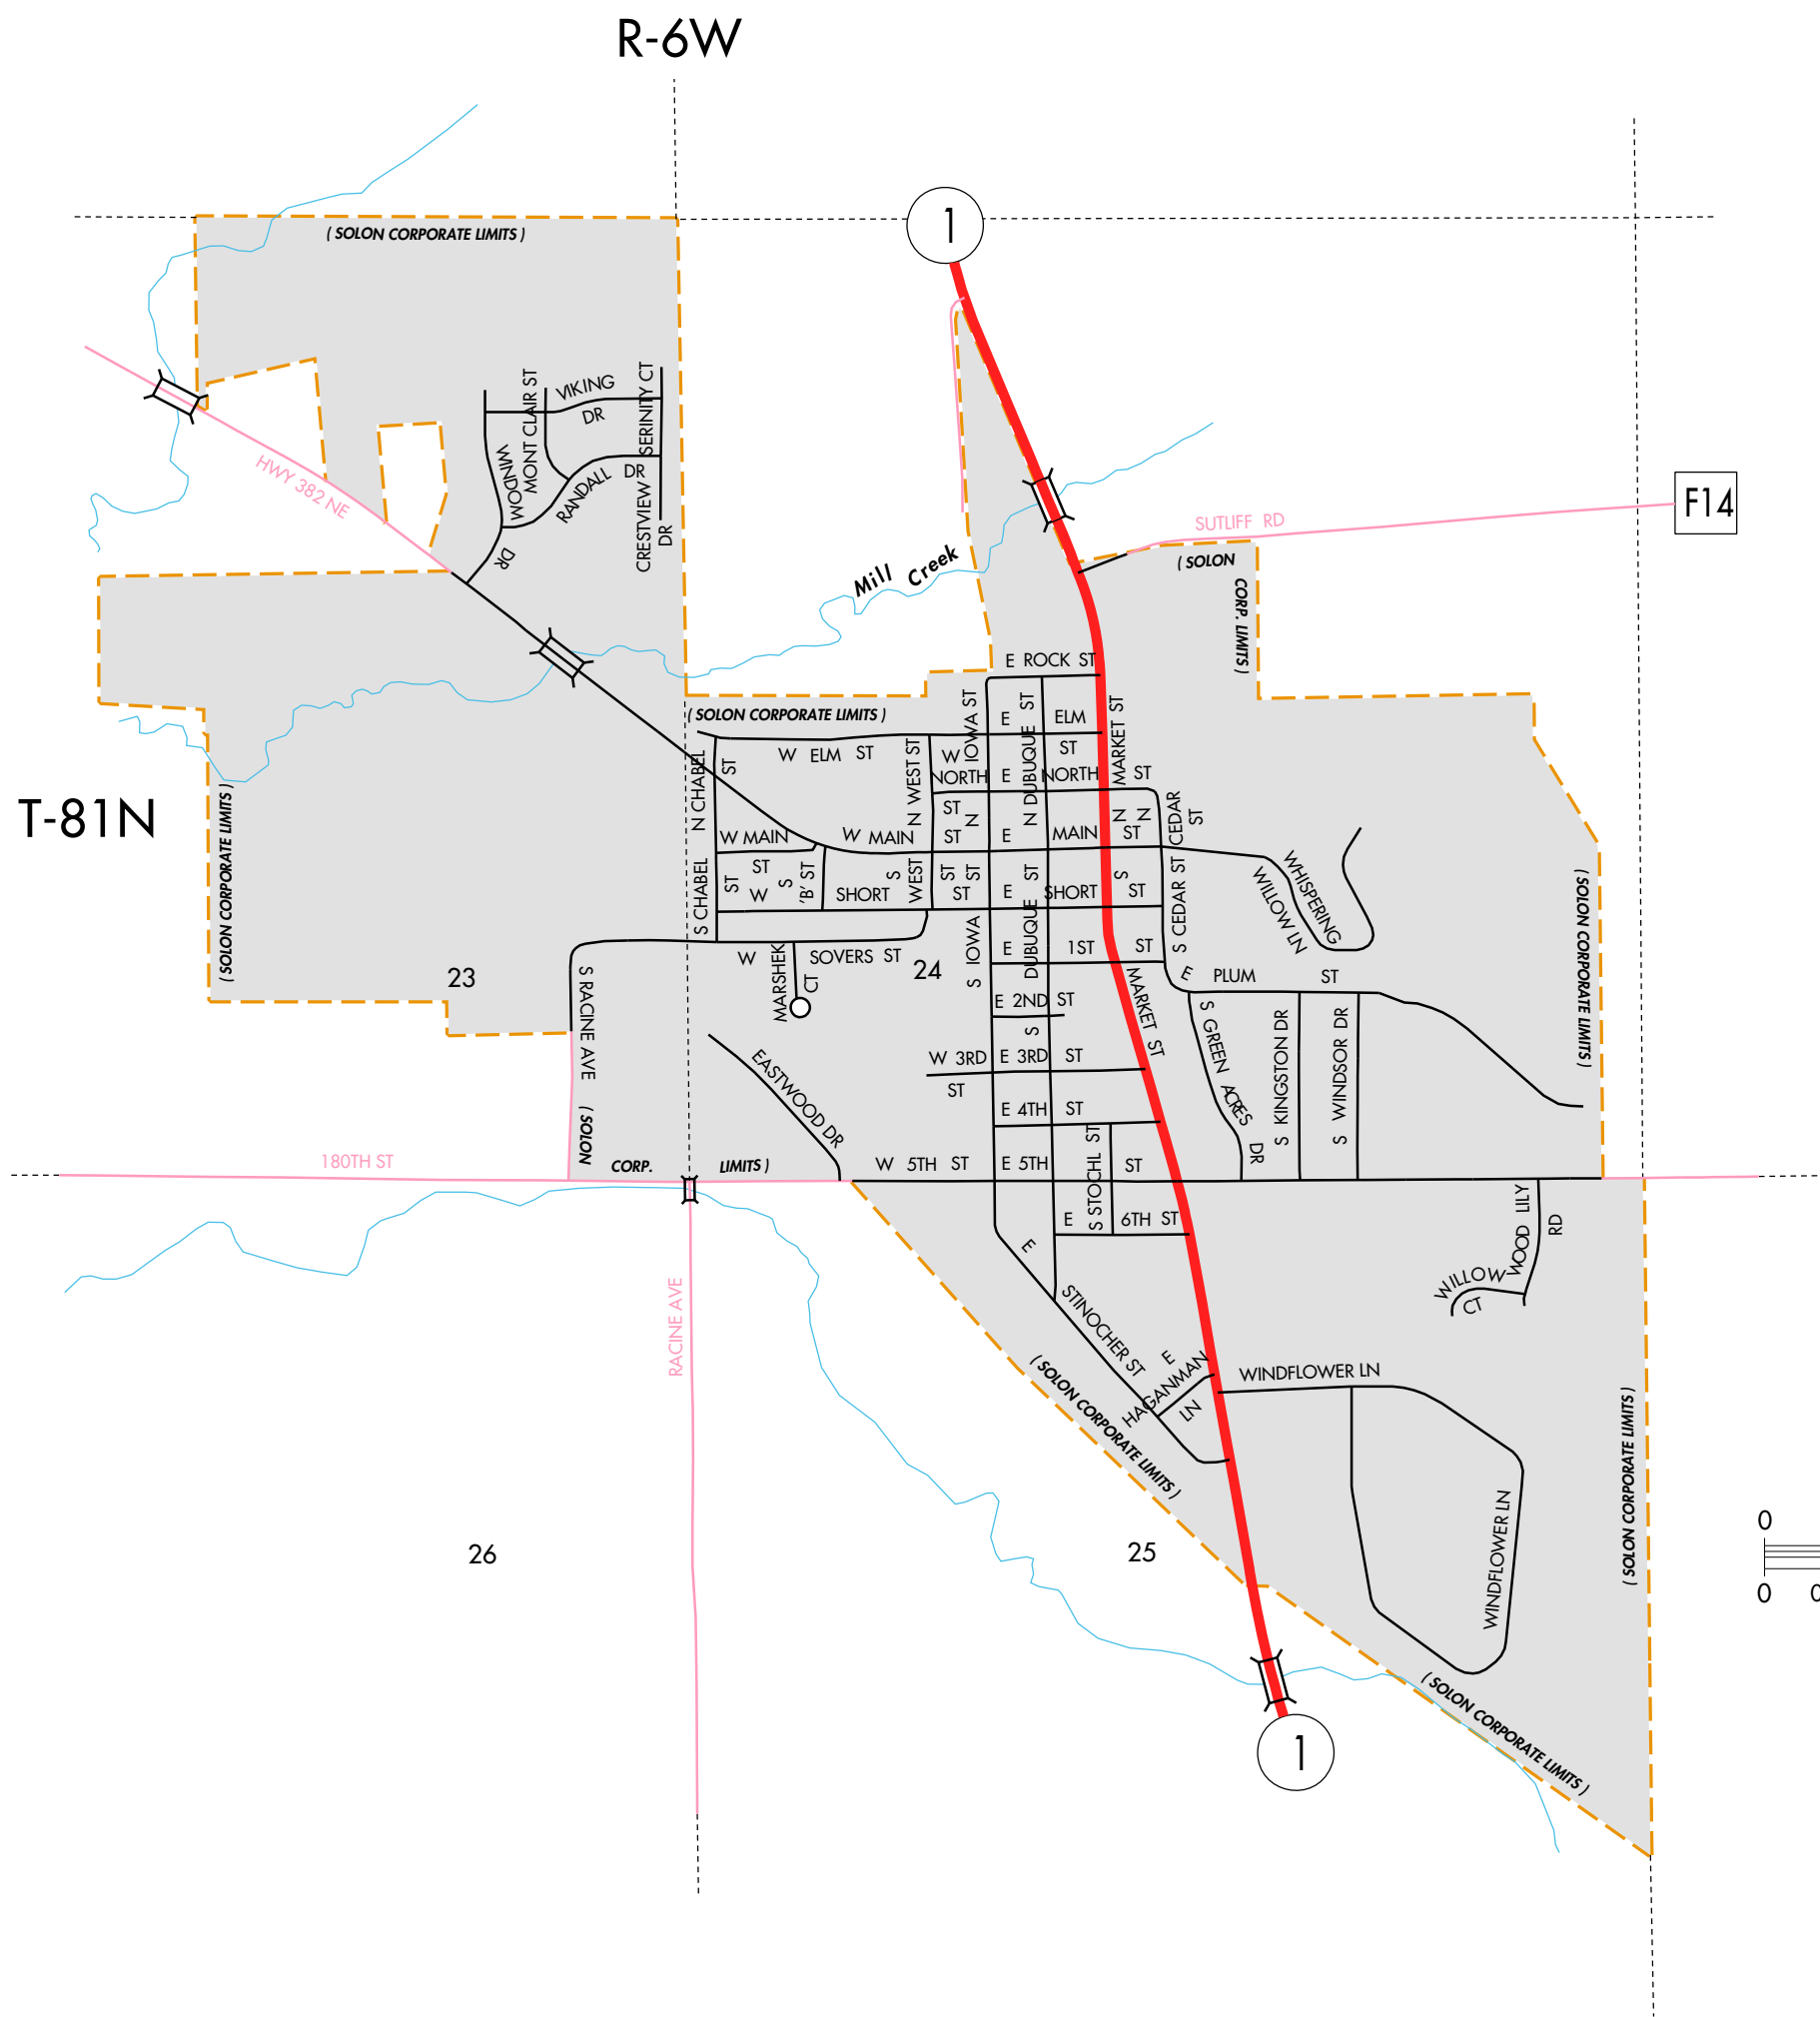 R-6W
( SOLON CORPORATE LIMITS )
1
MONT CLAIR ST
VIKING
DR
SERINITY CT
WINDOM
DR
RANDALL DR
CRESTVIEW
DR
HWY 382 NE
F14
SUTLIFF RD
( SOLON
CORP. LIMITS )
Mill Creek
E ROCK ST
( SOLON CORPORATE LIMITS )
N IOWA ST
N DUBUQUE ST
N MARKET ST
E ELM
ST
W ELM ST
N WEST ST
W
NORTH
ST
E NORTH ST
N CHABEL
ST
N CEDAR
ST
T-81N
( SOLON CORPORATE LIMITS )
W MAIN
ST
W MAIN ST
E MAIN ST
S CHABEL
ST
W SHORT ST
S 'B' ST
S WEST
ST
ST
E SHORT ST
S
S CEDAR ST
WHISPERING
WILLOW LN
( SOLON CORPORATE LIMITS )
S IOWA
S DUBUQUE ST
E 1ST ST
W SOVERS ST
MARSHEK
CT
23
24
S RACINE AVE
E PLUM ST
E 2ND ST
MARKET ST
S GREEN ACRES DR
S KINGSTON DR
S WINDSOR DR
W 3RD
ST
E 3RD ST
EASTWOOD DR
E 4TH ST
( SOLON
CORP. LIMITS )
180TH ST
W 5TH ST
E 5TH ST
S STOCHL ST
E 6TH ST
WOOD LILY
RD
WILLOW
CT
RACINE AVE
E STINOCHER ST
E
HAGANMAN
LN
WINDFLOWER LN
( SOLON CORPORATE LIMITS )
( SOLON CORPORATE LIMITS )
WINDFLOWER LN
26
25
0
0 0
( SOLON CORPORATE LIMITS )
1